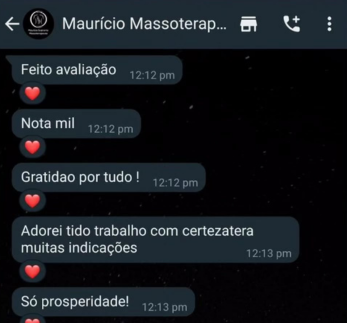 Maurício Massoterap...
Feito avaliação 12:12 pm
Nota mil 12:12 pm
Gratidao por tudo ! 12:12 pm
Adorei tido trabalho com certezatera
muitas indicações 12:13 pm
Só prosperidade! 12:13 pm